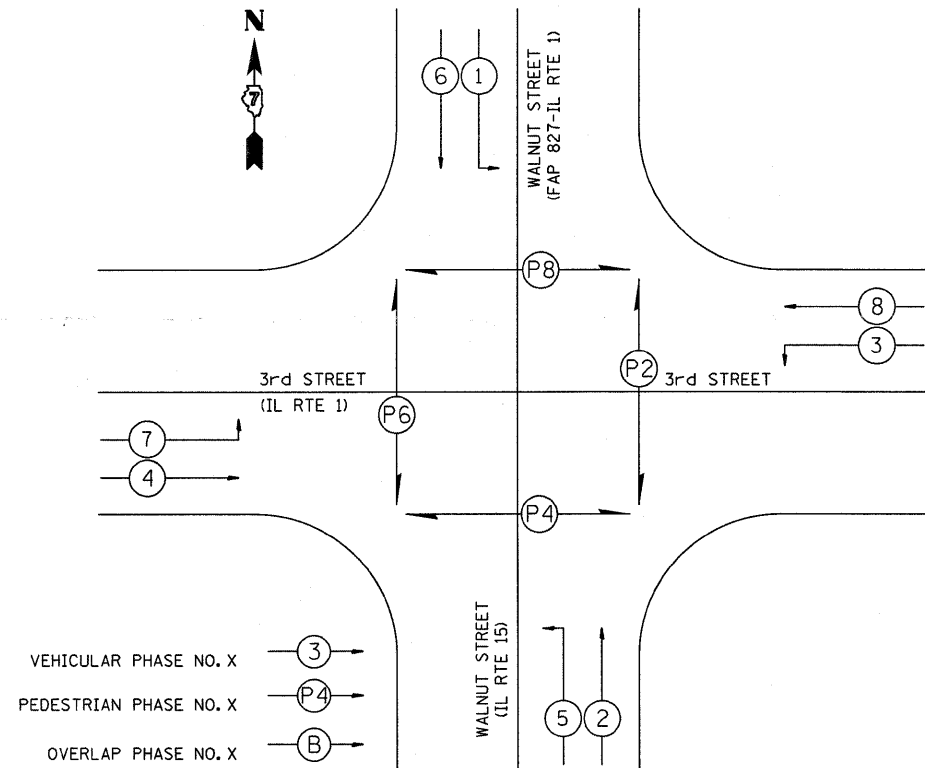 N
7
6
1
WALNUT STREET
(FAP 827-IL RTE 1)
P8
8
3
3rd STREET
(IL RTE 1)
P6
P2
3rd STREET
7
4
P4
WALNUT STREET
(IL RTE 15)
5
2
VEHICULAR PHASE NO. X
3
PEDESTRIAN PHASE NO. X
P4
OVERLAP PHASE NO. X
B